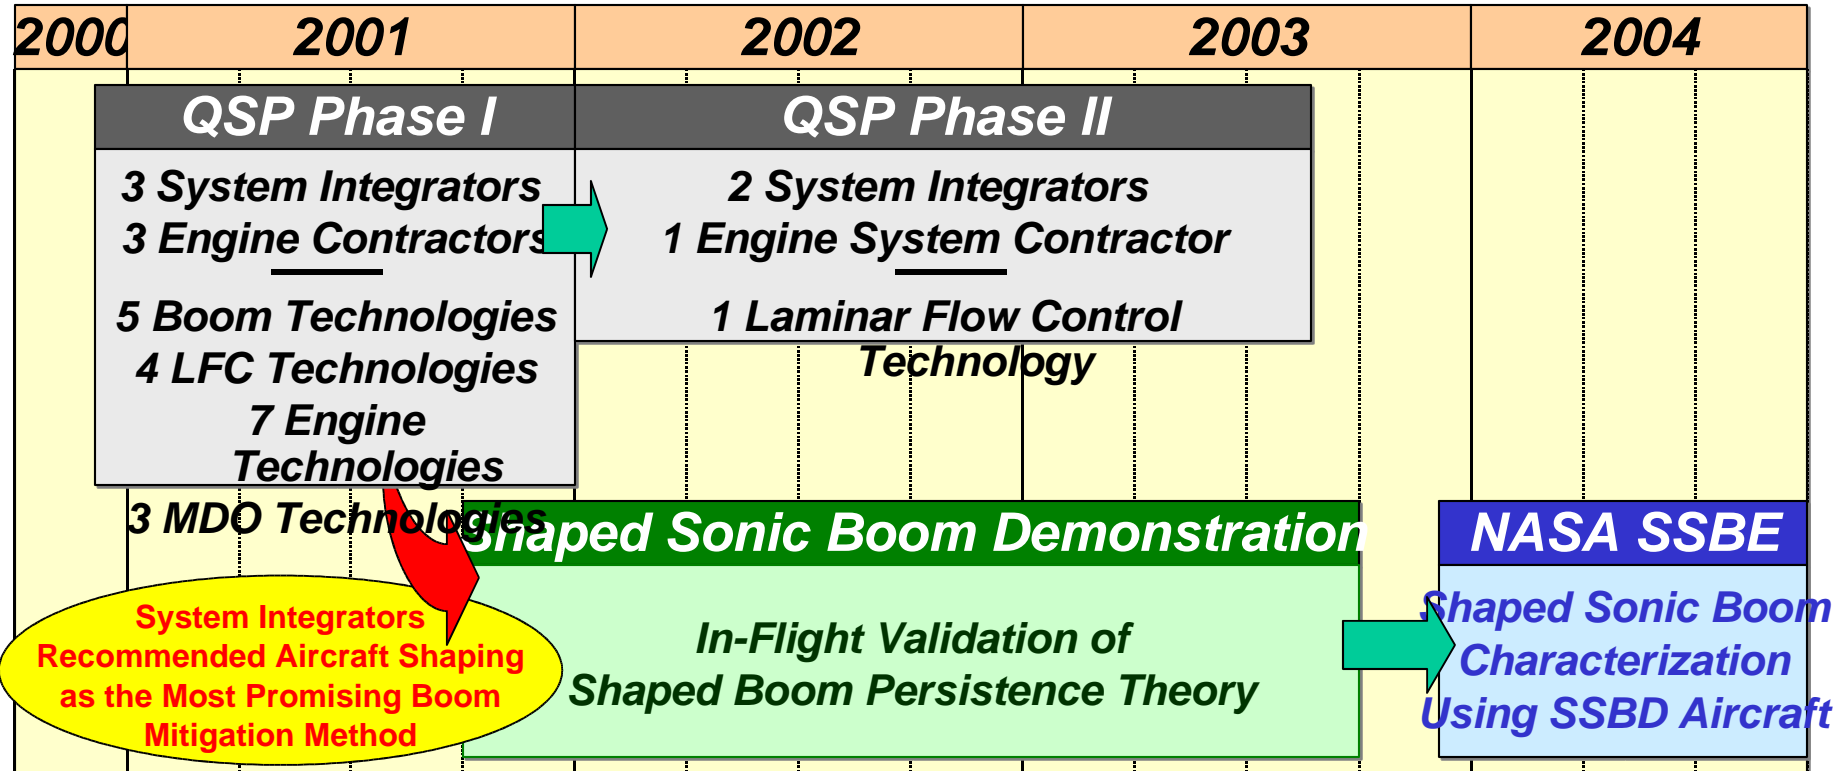 2000 2001 2002 2003 2004
QSP Phase I
3 System Integrators
3 Engine Contractors
5 Boom Technologies
4 LFC Technologies
7 Engine
Technologies
3 MDO Technologies
QSP Phase II
2 System Integrators
1 Engine System Contractor
1 Laminar Flow Control
Technology
System Integrators
Recommended Aircraft Shaping
as the Most Promising Boom
Mitigation Method
Shaped Sonic Boom Demonstration
In-Flight Validation of
Shaped Boom Persistence Theory
NASA SSBE
Shaped Sonic Boom
Characterization
Using SSBD Aircraft